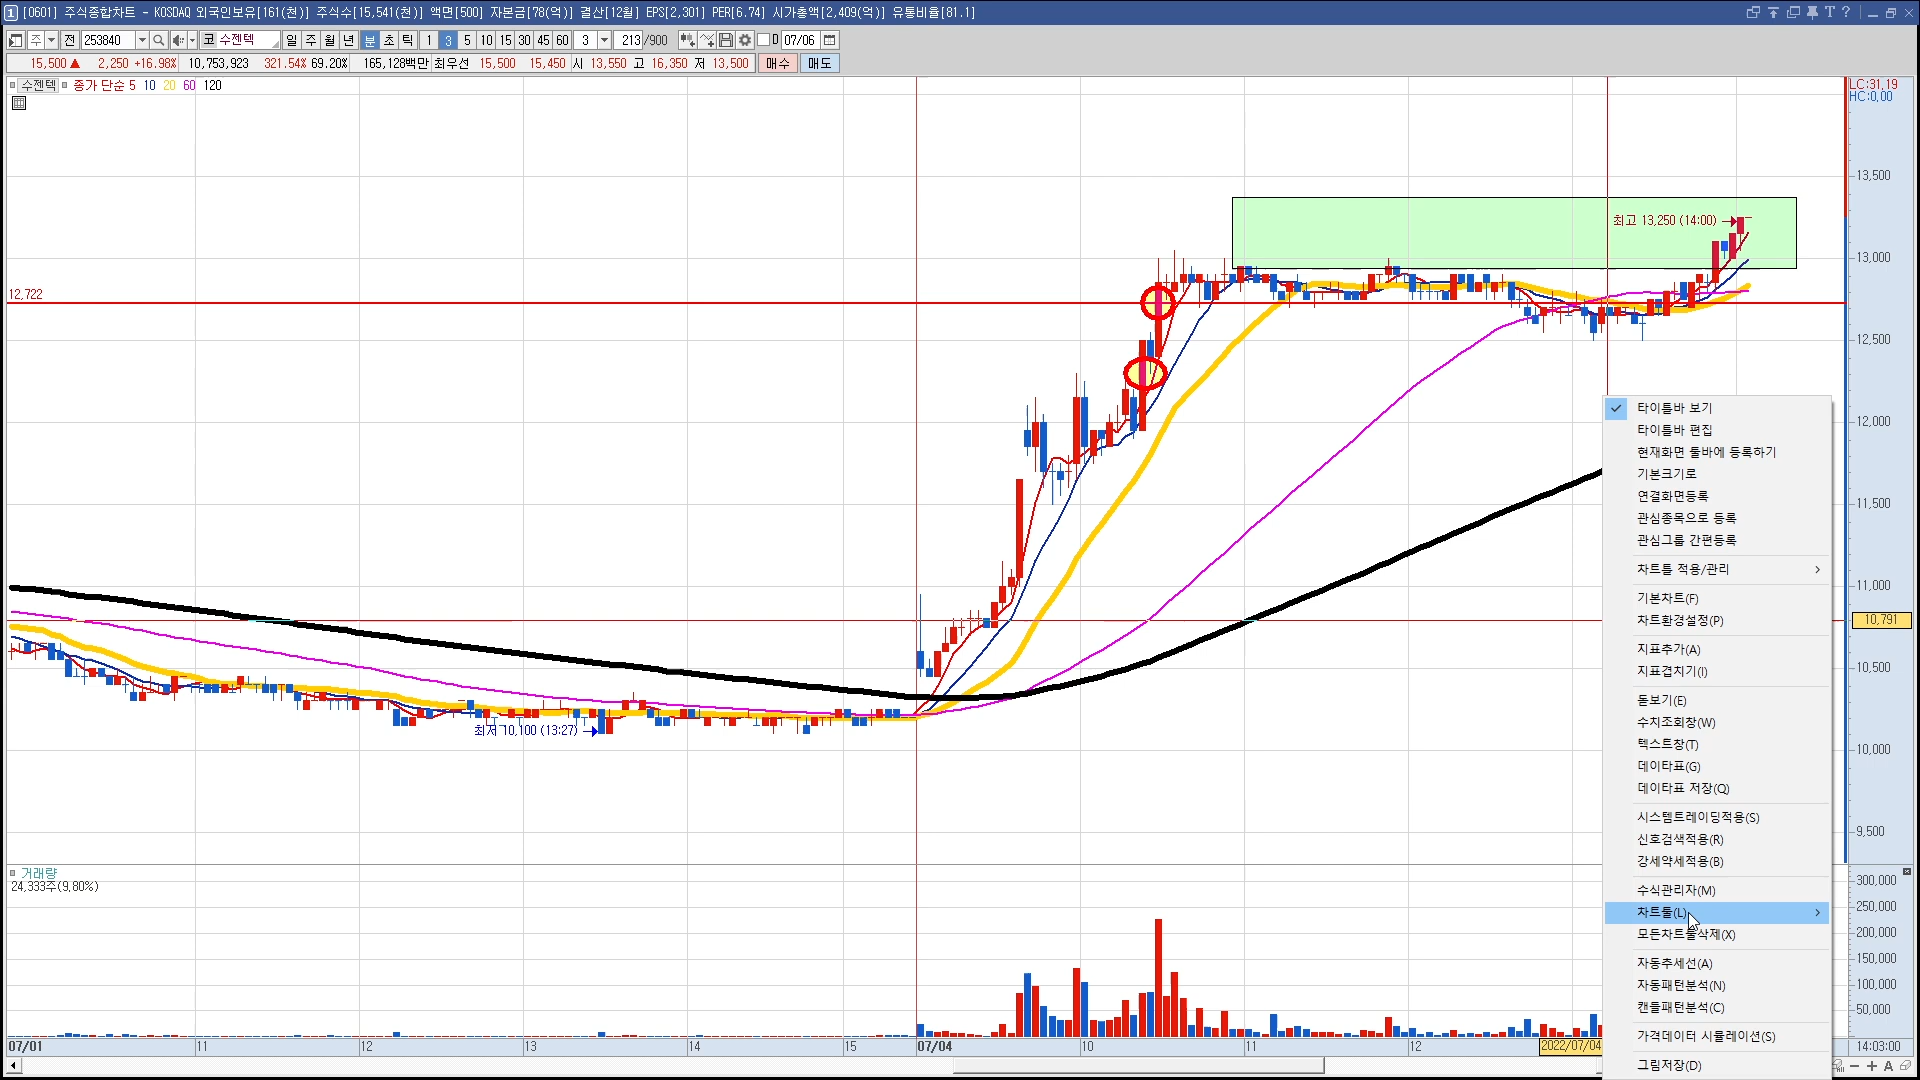 1 [0601] 주식종합차트 - KOSDAQ 외국인보유[161(천)] 주식수[15,541(천)] 액면[500] 자본금[78(억)] 결산[12월] EPS[2,301] PER[6.74] 시가총액[2,409(억)] 유통비율[81.1]
주 전 253840 코 수젠텍 일 주 월 년 분 초 틱 1 3 5 10 15 30 45 60 3 213 /900 D 07/06
15,500 ▲ 2,250 +16.98% 10,753,923 321.54% 69.20% 165,128백만 최우선 15,500 15,450 시 13,550 고 16,350 저 13,500 매수 매도
수젠텍 종가 단순 5 10 20 60 120
LC:31,19
HC:0,00
13,500
최고 13,250 (14:00)
13,000
12,722
12,500
12,000
11,500
11,000
10,791
10,500
최저 10,100 (13:27)
10,000
9,500
타이틀바 보기
타이틀바 편집
현재화면 툴바에 등록하기
기본크기로
연결화면등록
관심종목으로 등록
관심그룹 간편등록
차트틀 적용/관리
기본차트(F)
차트환경설정(P)
지표추가(A)
지표겹치기(I)
돋보기(E)
수치조회창(W)
텍스트창(T)
데이타표(G)
데이타표 저장(Q)
시스템트레이딩적용(S)
신호검색적용(R)
강세약세적용(B)
수식관리자(M)
차트툴(L)
모든차트툴삭제(X)
자동추세선(A)
자동패턴분석(N)
캔들패턴분석(C)
가격데이터 시뮬레이션(S)
그림저장(D)
거래량
24,333주(9,80%)
300,000
250,000
200,000
150,000
100,000
50,000
07/01 11 12 13 14 15 07/04 10 11 12 2022/07/04 14:03:00
A